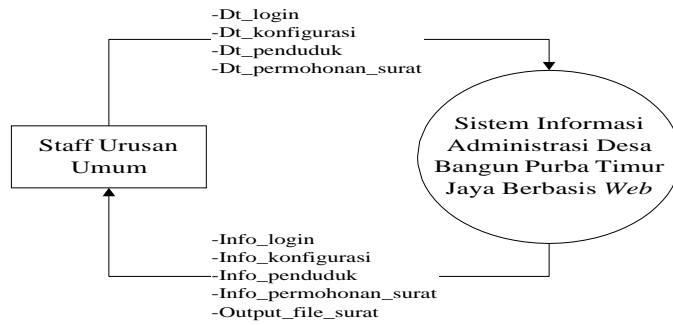 -Dt_login
-Dt_konfigurasi
-Dt_penduduk
-Dt_permohonan_surat
Staff Urusan
Umum
Sistem Informasi
Administrasi Desa
Bangun Purba Timur
Jaya Berbasis Web
-Info_login
-Info_konfigurasi
-Info_penduduk
-Info_permohonan_surat
-Output_file_surat